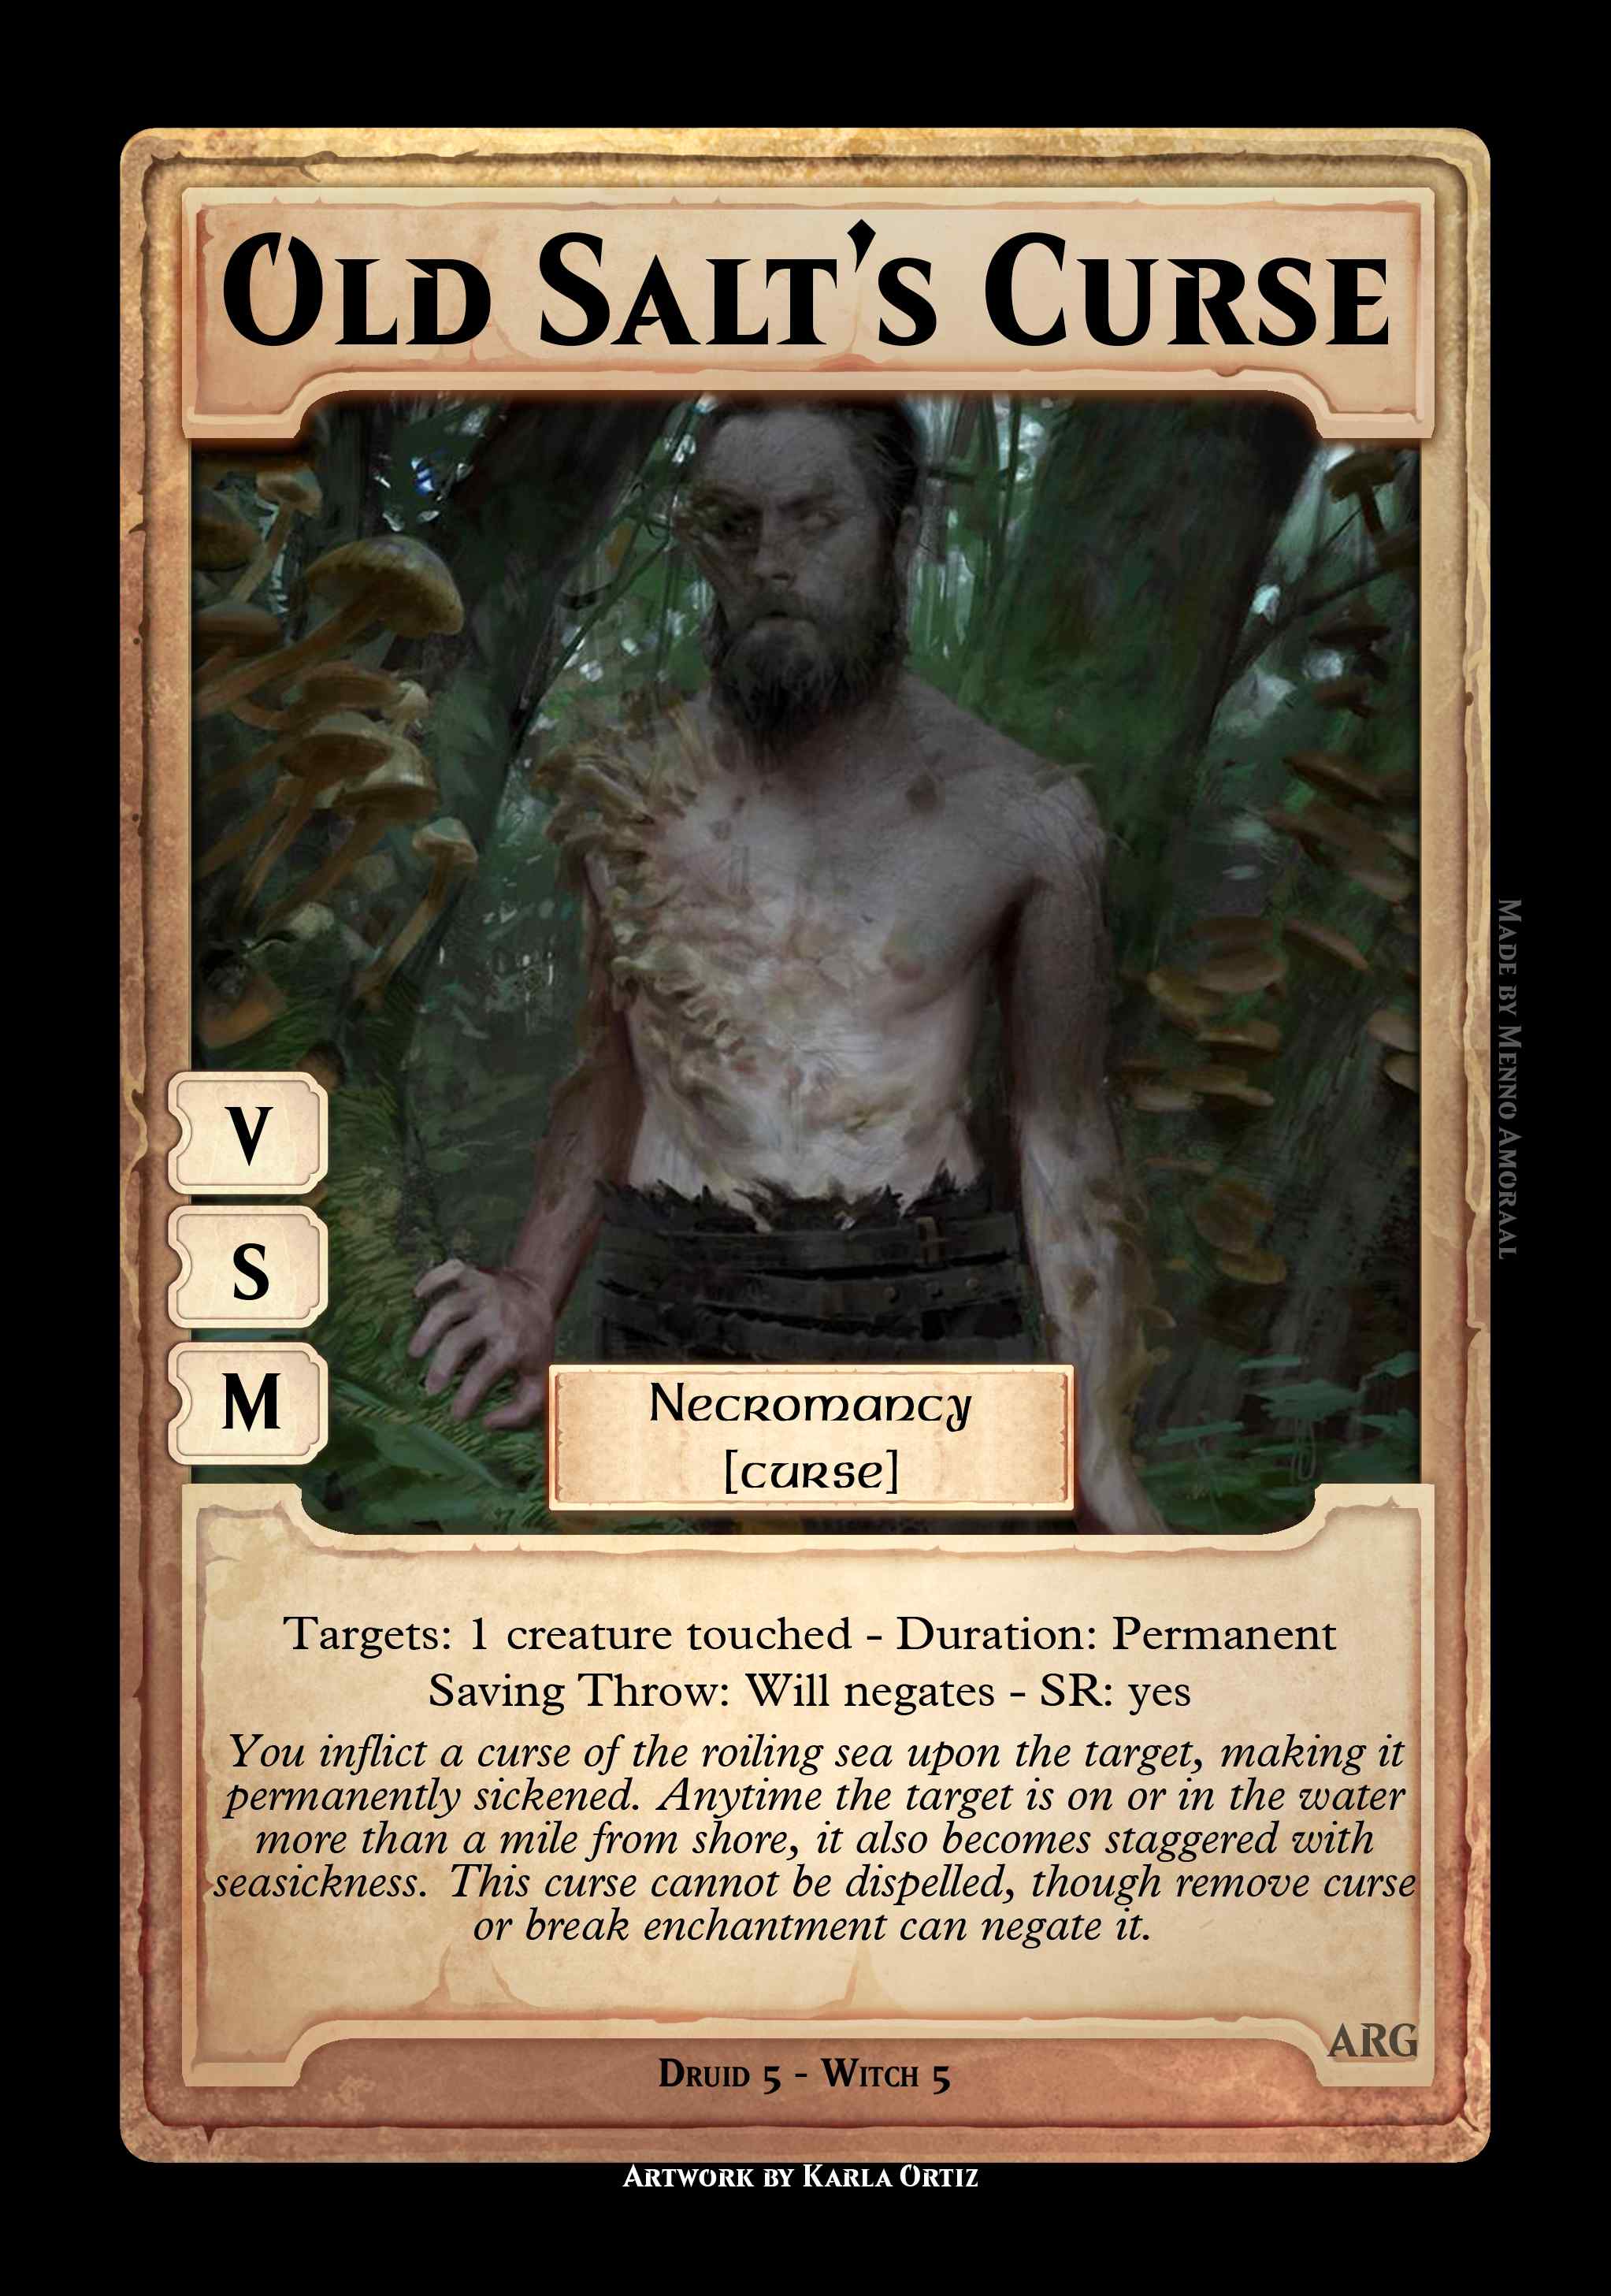 Old Salt's Curse
V
S
M
Necromancy
[curse]
Targets: 1 creature touched - Duration: Permanent
Saving Throw: Will negates - SR: yes
You inflict a curse of the roiling sea upon the target, making it
permanently sickened. Anytime the target is on or in the water
more than a mile from shore, it also becomes staggered with
seasickness. This curse cannot be dispelled, though remove curse
or break enchantment can negate it.
ARG
Druid 5 - Witch 5
Artwork by Karla Ortiz
Made by Menno Amoraal